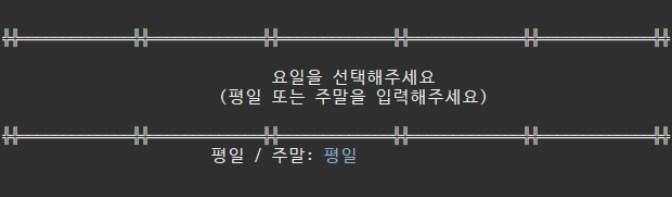 요일을 선택해주세요
(평일 또는 주말을 입력해주세요)
평일 / 주말: 평일